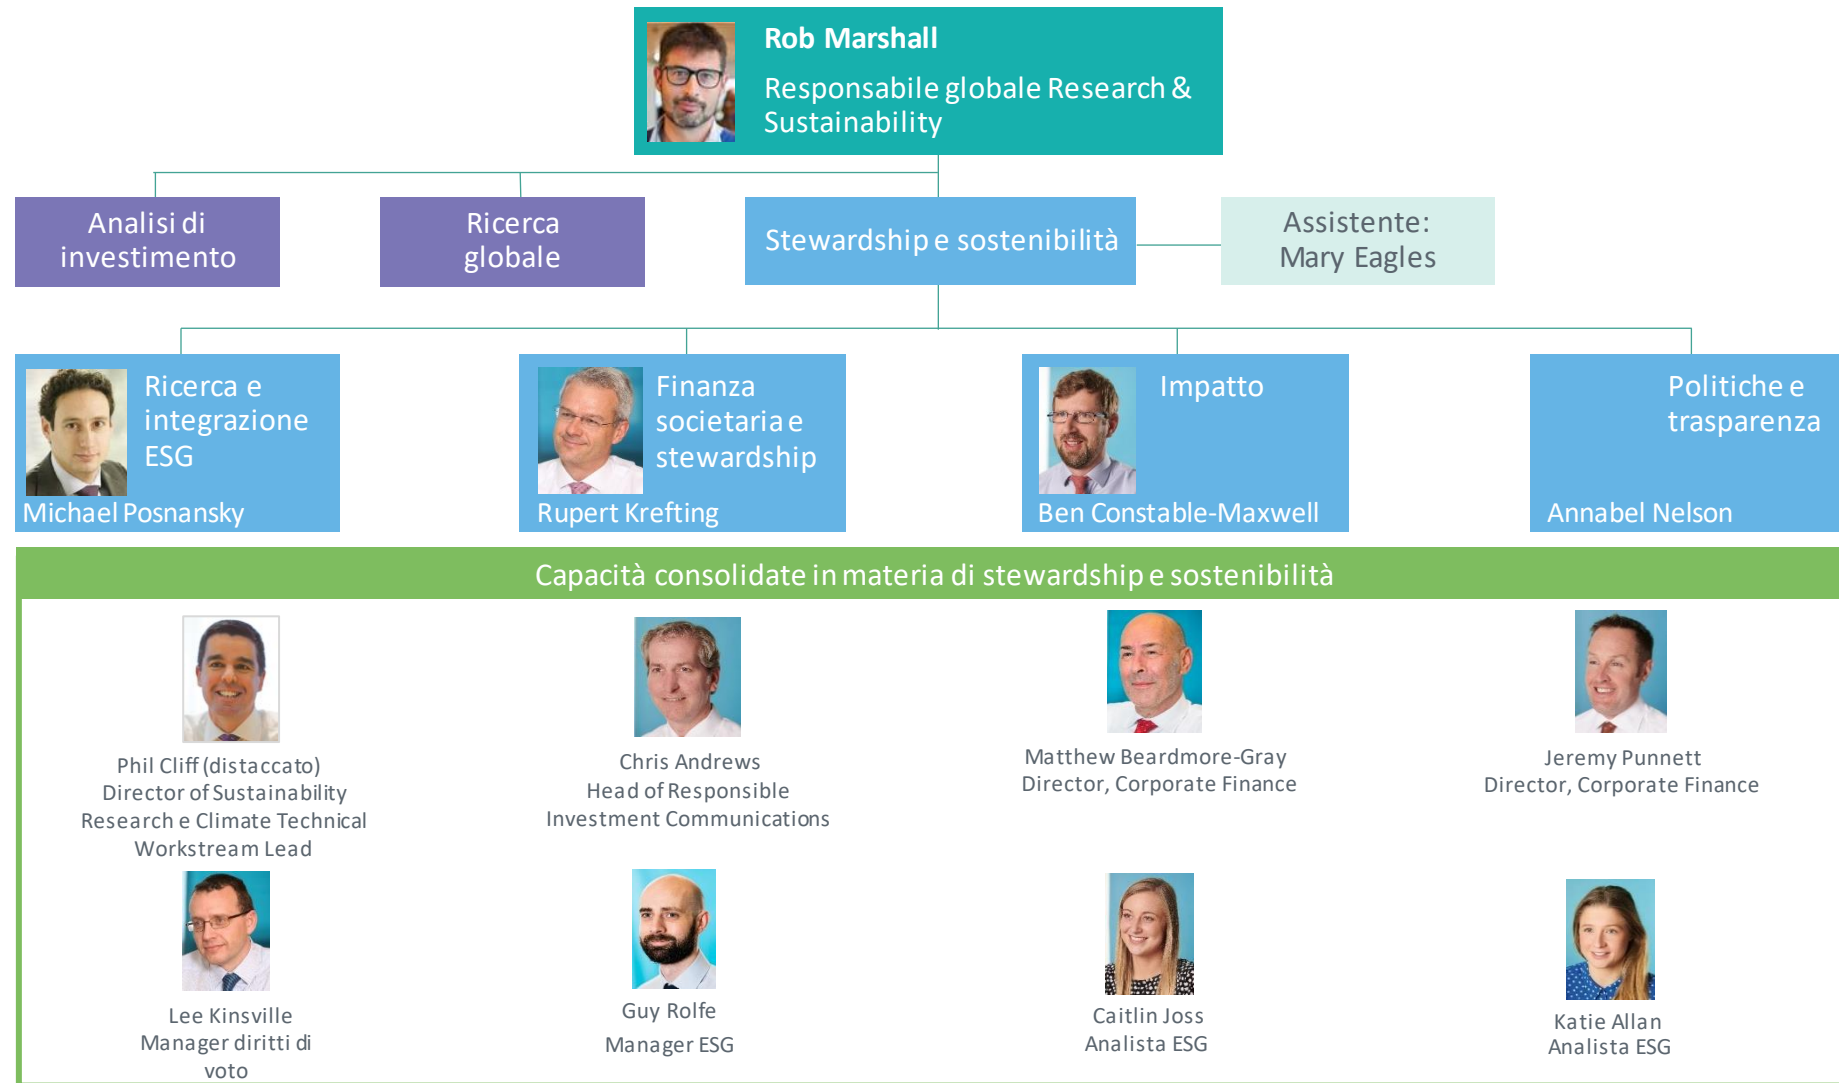 Rob Marshall
Responsabile globale Research &
Sustainability
Analisi di
investimento
Ricerca
globale
Stewardship e sostenibilità
Assistente:
Mary Eagles
Ricerca e
integrazione
ESG
Michael Posnansky
Finanza
societaria e
stewardship
Rupert Krefting
Impatto
Ben Constable-Maxwell
Politiche e
trasparenza
Annabel Nelson
Capacità consolidate in materia di stewardship e sostenibilità
Phil Cliff (distaccato)
Director of Sustainability
Research e Climate Technical
Workstream Lead
Chris Andrews
Head of Responsible
Investment Communications
Matthew Beardmore-Gray
Director, Corporate Finance
Jeremy Punnett
Director, Corporate Finance
Lee Kinsville
Manager diritti di
voto
Guy Rolfe
Manager ESG
Caitlin Joss
Analista ESG
Katie Allan
Analista ESG